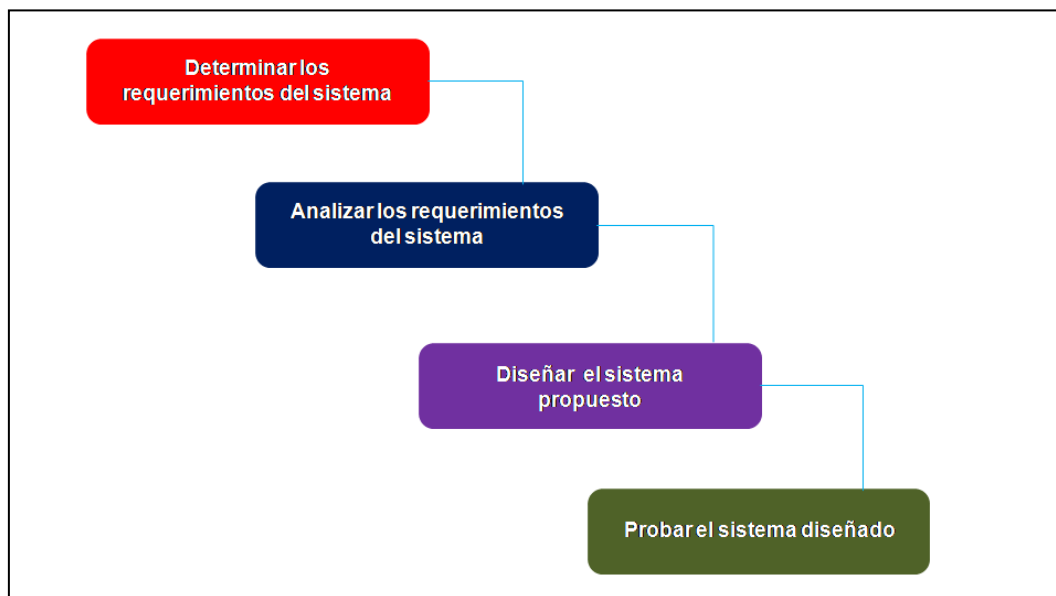 Determinar los
requerimientos del sistema
Analizar los requerimientos
del sistema
Diseñar el sistema
propuesto
Probar el sistema diseñado